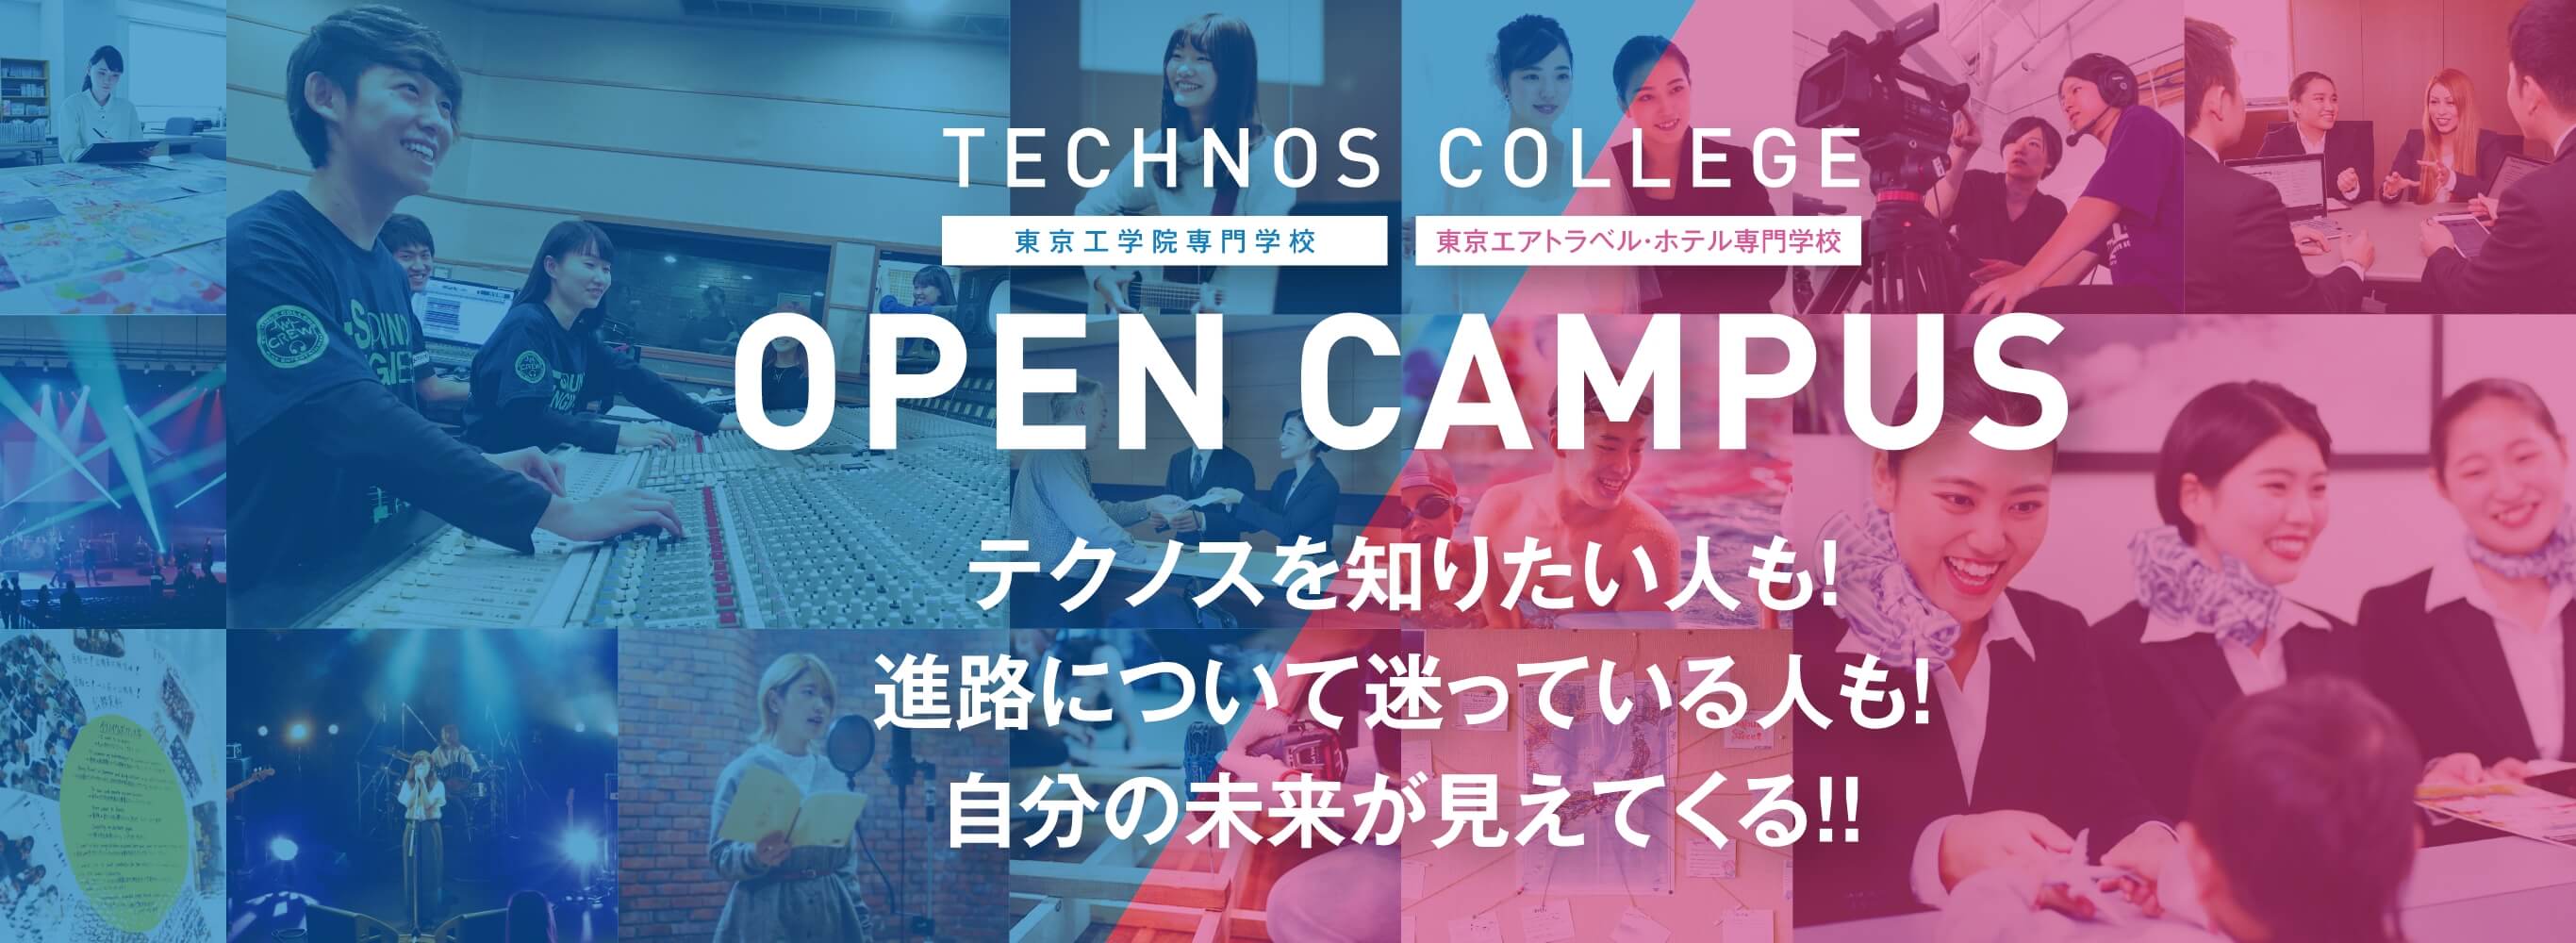 TECHNOS COLLEGE
東京工学院専門学校
東京エアトラベル・ホテル専門学校
OPEN CAMPUS
テクノスを知りたい人も!
進路について迷っている人も!
自分の未来が見えてくる!!